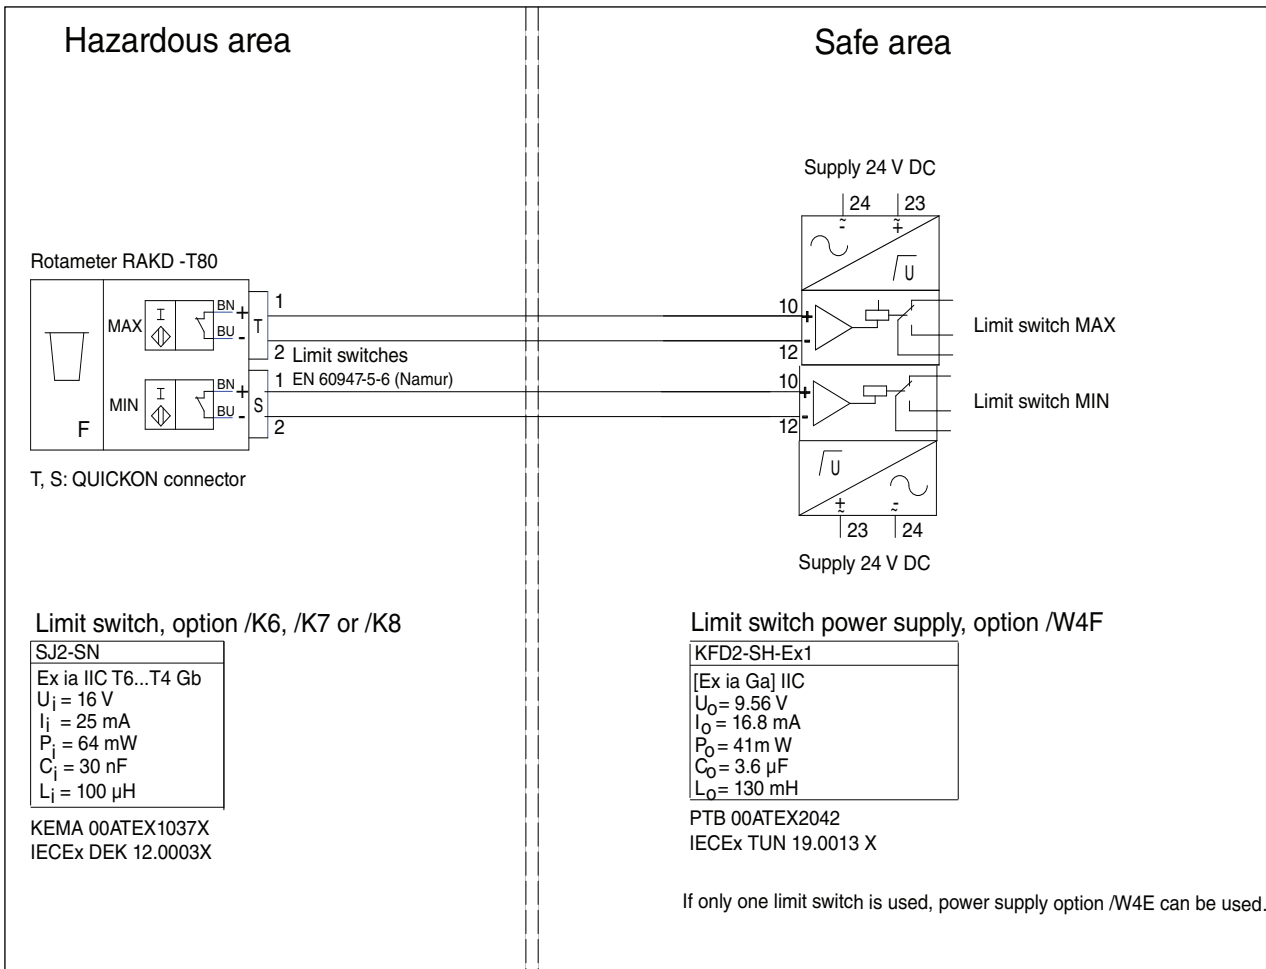 Hazardous area
Safe area
Supply 24 V DC
24 23
~ - ~ +
U
Rotameter RAKD -T80
MAX I BN + BU - T 1 2
10 + - 12
Limit switch MAX
Limit switches
EN 60947-5-6 (Namur)
MIN I BN + BU - S 1 2
10 + - 12
Limit switch MIN
F
T, S: QUICKON connector
U
+ ~ - ~
23 24
Supply 24 V DC
Limit switch, option /K6, /K7 or /K8
SJ2-SN
Ex ia IIC T6...T4 Gb
Ui = 16 V
Ii = 25 mA
Pi = 64 mW
Ci = 30 nF
Li = 100 µH
KEMA 00ATEX1037X
IECEx DEK 12.0003X
Limit switch power supply, option /W4F
KFD2-SH-Ex1
[Ex ia Ga] IIC
Uo= 9.56 V
Io = 16.8 mA
Po = 41m W
Co = 3.6 µF
Lo= 130 mH
PTB 00ATEX2042
IECEx TUN 19.0013 X
If only one limit switch is used, power supply option /W4E can be used.